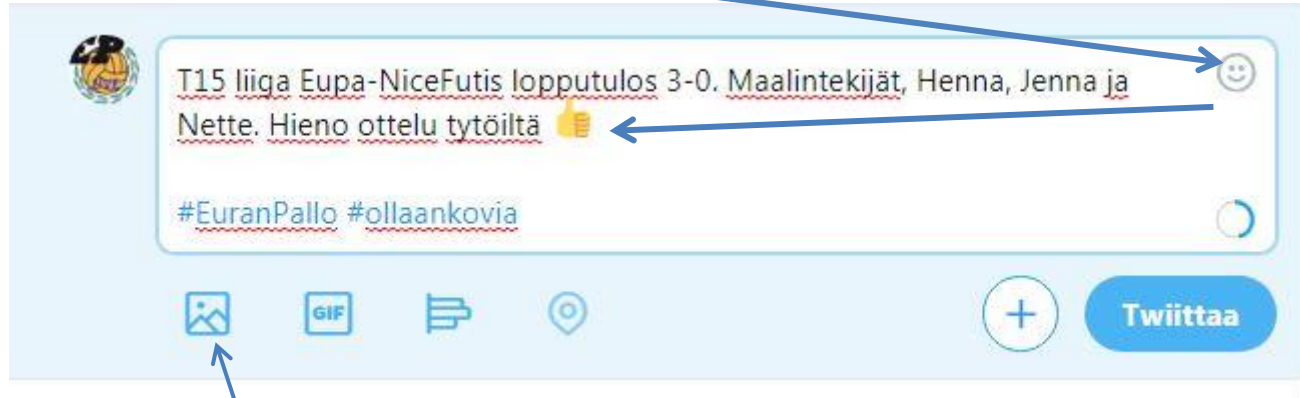 T15 liiga Eupa-NiceFutis lopputulos 3-0. Maalintekijät, Henna, Jenna ja
Nette. Hieno ottelu tytöiltä 👍
#EuranPallo #ollaankovia
GIF
Twiittaa